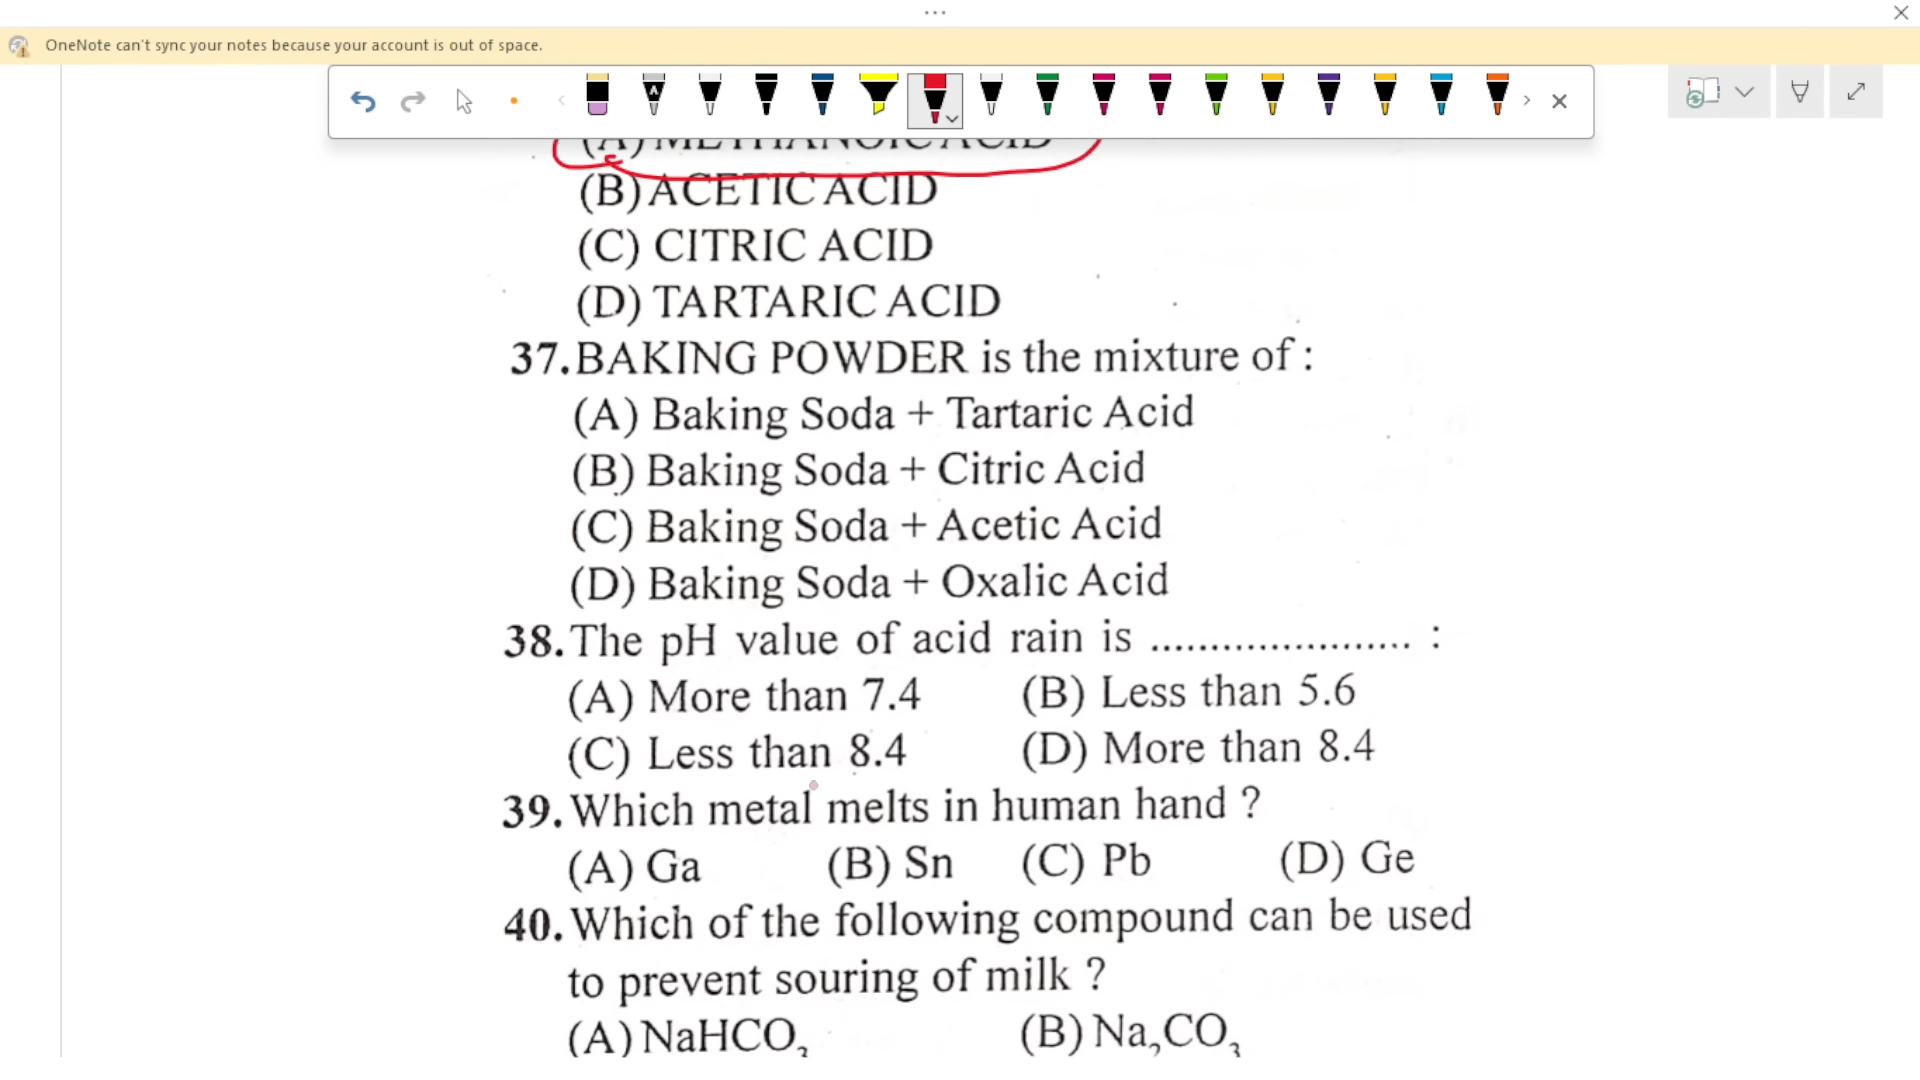 OneNote can't sync your notes because your account is out of space.
(A) METHANOIC ACID
(B) ACETIC ACID
(C) CITRIC ACID
(D) TARTARIC ACID
37. BAKING POWDER is the mixture of :
(A) Baking Soda + Tartaric Acid
(B) Baking Soda + Citric Acid
(C) Baking Soda + Acetic Acid
(D) Baking Soda + Oxalic Acid
38. The pH value of acid rain is ...................... :
(A) More than 7.4 (B) Less than 5.6
(C) Less than 8.4 (D) More than 8.4
39. Which metal melts in human hand ?
(A) Ga (B) Sn (C) Pb (D) Ge
40. Which of the following compound can be used
to prevent souring of milk ?
(A) NaHCO₃ (B) Na₂CO₃